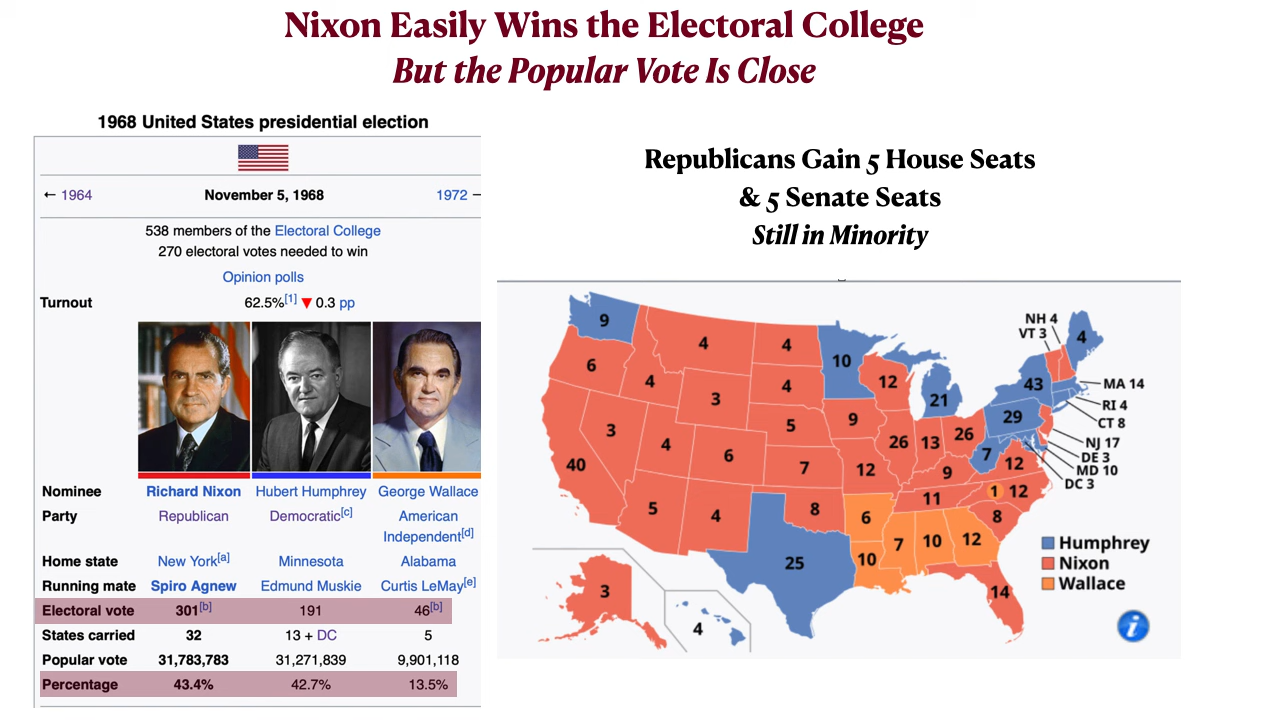 Nixon Easily Wins the Electoral College
But the Popular Vote Is Close
1968 United States presidential election
← 1964 November 5, 1968 1972
538 members of the Electoral College
270 electoral votes needed to win
Opinion polls
Turnout 62.5%[1] ▼ 0.3 pp
Nominee Richard Nixon Hubert Humphrey George Wallace
Party Republican Democratic[c] American
Independent[d]
Home state New York[a] Minnesota Alabama
Running mate Spiro Agnew Edmund Muskie Curtis LeMay[e]
Electoral vote 301[b] 191 46[b]
States carried 32 13 + DC 5
Popular vote 31,783,783 31,271,839 9,901,118
Percentage 43.4% 42.7% 13.5%
Republicans Gain 5 House Seats
& 5 Senate Seats
Still in Minority
9
4
4
10
NH 4
VT 3
4
6
4
3
4
12
21
43
MA 14
RI 4
CT 8
29
3
4
6
5
9
26
13
26
7
12
NJ 17
DE 3
MD 10
DC 3
40
7
12
9
11
1
12
5
4
8
6
8
25
10
7
10
12
14
3
4
Humphrey
Nixon
Wallace
i